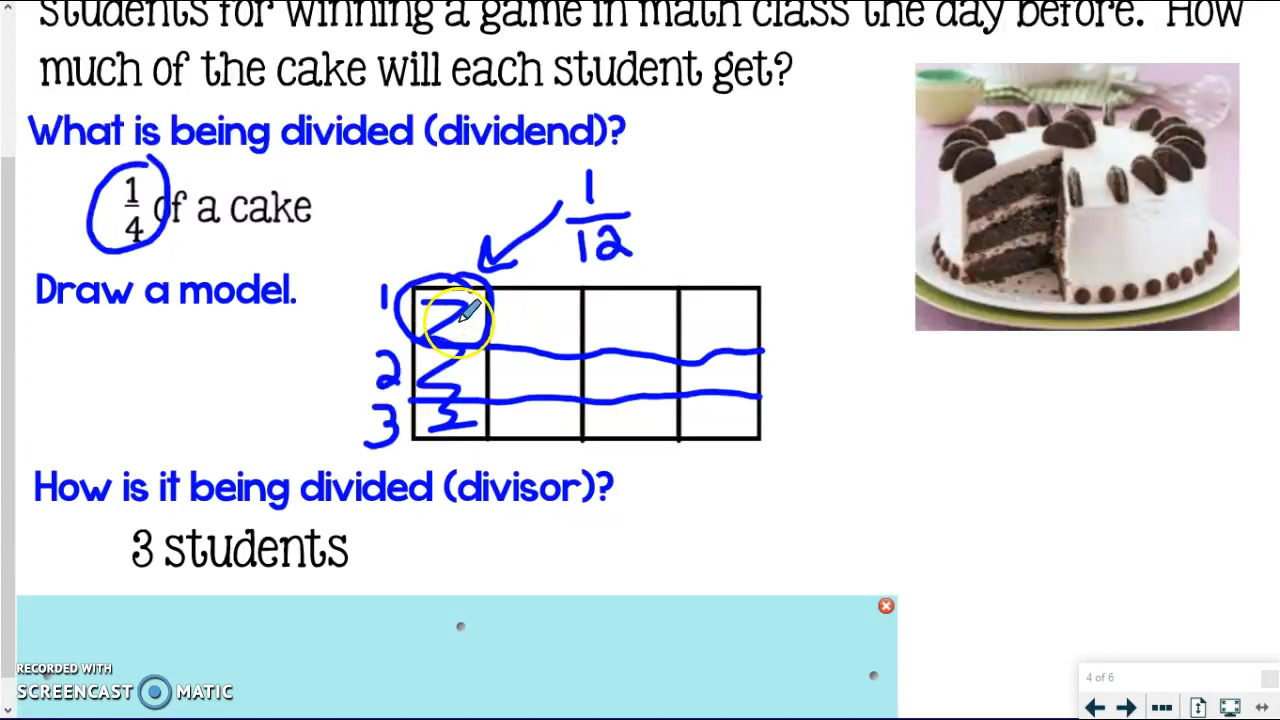 students for winning a game in math class the day before. How
much of the cake will each student get?
What is being divided (dividend)?
1
4
of a cake
1
12
Draw a model.
1
2
3
How is it being divided (divisor)?
3 students
RECORDED WITH
SCREENCAST MATIC
4 of 6